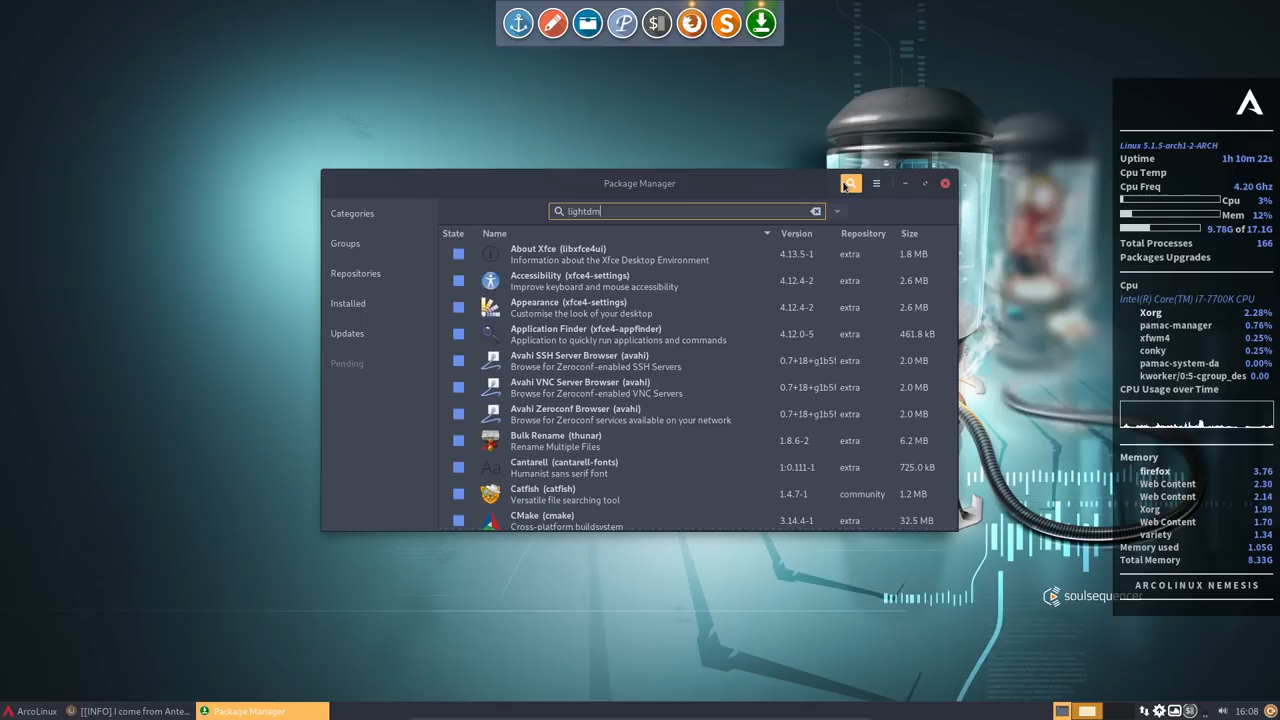 Package Manager
lightdm
Categories
Groups
Repositories
Installed
Updates
Pending
State Name Version Repository Size
About Xfce (libxfce4ui)
Information about the Xfce Desktop Environment
4.13.5-1 extra 1.8 MB
Accessibility (xfce4-settings)
Improve keyboard and mouse accessibility
4.12.4-2 extra 2.6 MB
Appearance (xfce4-settings)
Customise the look of your desktop
4.12.4-2 extra 2.6 MB
Application Finder (xfce4-appfinder)
Application to quickly run applications and commands
4.12.0-5 extra 461.8 kB
Avahi SSH Server Browser (avahi)
Browse for Zeroconf-enabled SSH Servers
0.7+18+g1b5f extra 2.0 MB
Avahi VNC Server Browser (avahi)
Browse for Zeroconf-enabled VNC Servers
0.7+18+g1b5f extra 2.0 MB
Avahi Zeroconf Browser (avahi)
Browse for Zeroconf services available on your network
0.7+18+g1b5f extra 2.0 MB
Bulk Rename (thunar)
Rename Multiple Files
1.8.6-2 extra 6.2 MB
Cantarell (cantarell-fonts)
Humanist sans serif font
1:0.111-1 extra 725.0 kB
Catfish (catfish)
Versatile file searching tool
1.4.7-1 community 1.2 MB
CMake (cmake)
Cross-platform buildsystem
3.14.4-1 extra 32.5 MB
Linux 5.1.5-arch1-2-ARCH
Uptime 1h 10m 22s
Cpu Temp
Cpu Freq 4.20 Ghz
Cpu 3%
Mem 12%
9.78G of 17.1G
Total Processes 166
Packages Upgrades
Cpu
Intel(R) Core(TM) i7-7700K CPU
Xorg 2.28%
pamac-manager 0.76%
xfwm4 0.25%
conky 0.25%
pamac-system-da 0.00%
kworker/0:5-cgroup_des 0.00
CPU Usage over Time
Memory
firefox 3.76
Web Content 2.30
Web Content 2.14
Xorg 1.99
Web Content 1.70
variety 1.34
Memory used 1.05G
Total Memory 8.33G
ARCOLINUX NEMESIS
soulsequencer
ArcoLinux
[[INFO] I come from Ante...
Package Manager
16:08